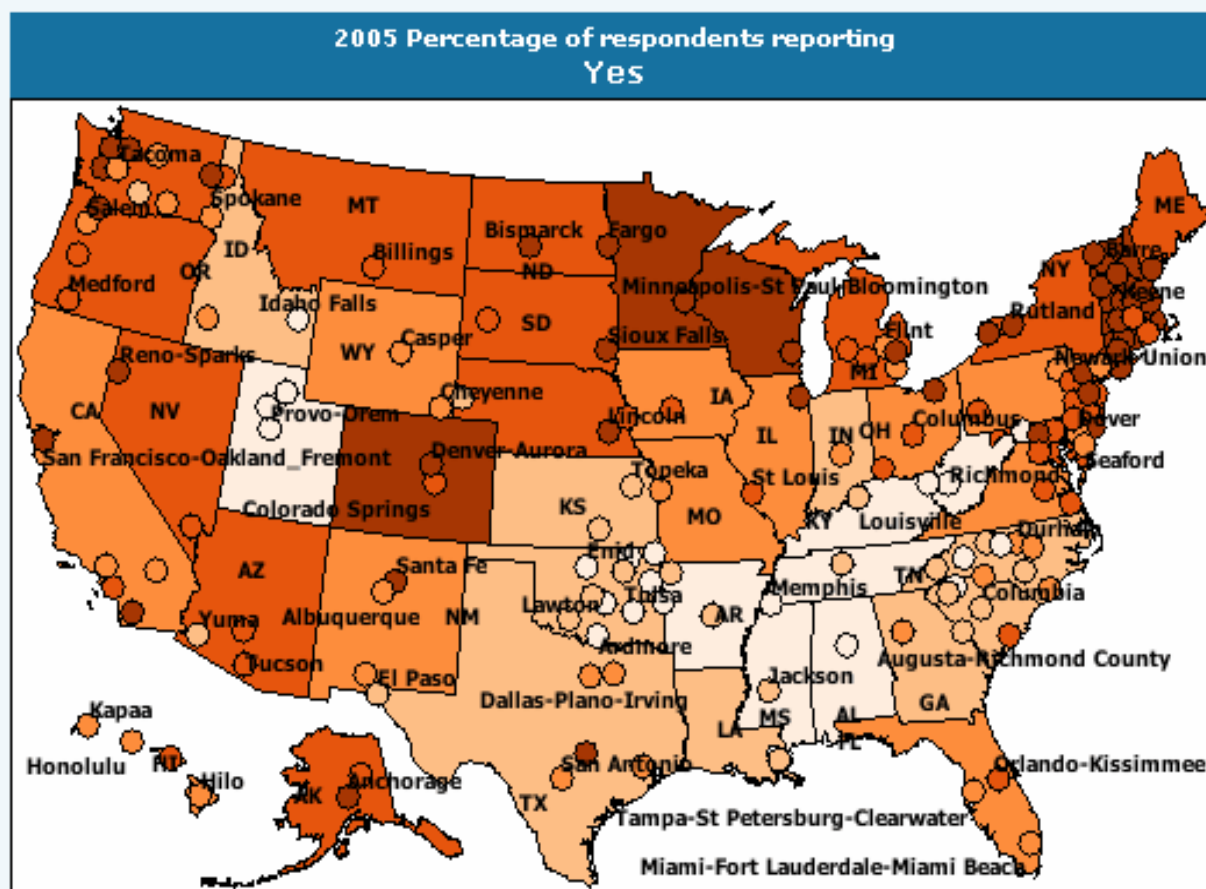 2005 Percentage of respondents reporting
Yes
Tacoma
Spokane
Salem
MT
Bismarck
Fargo
ME
Barre
ID
Billings
ND
NY
OR
Medford
Idaho Falls
Minneapolis-St Paul Bloomington
Keene
Rutland
SD
Sioux Falls
Flint
Casper
WY
Reno-Sparks
MI
Newark Union
Cheyenne
IA
CA
NV
Provo-Orem
Lincoln
Columbus
Dover
IL
IN
OH
San Francisco-Oakland_Fremont
Denver-Aurora
Topeka
St Louis
Richmond
Seaford
Colorado Springs
KS
MO
KY
Louisville
Durham
Enid
AZ
Santa Fe
Tulsa
Memphis
TN
Columbia
Yuma
Albuquerque
NM
Lawton
AR
Ardmore
Tucson
El Paso
Augusta-Richmond County
Jackson
Dallas-Plano-Irving
GA
Kapaa
MS
AL
LA
FL
Honolulu
HI
Hilo
AK
Anchorage
San Antonio
Orlando-Kissimmee
TX
Tampa-St Petersburg-Clearwater
Miami-Fort Lauderdale-Miami Beach